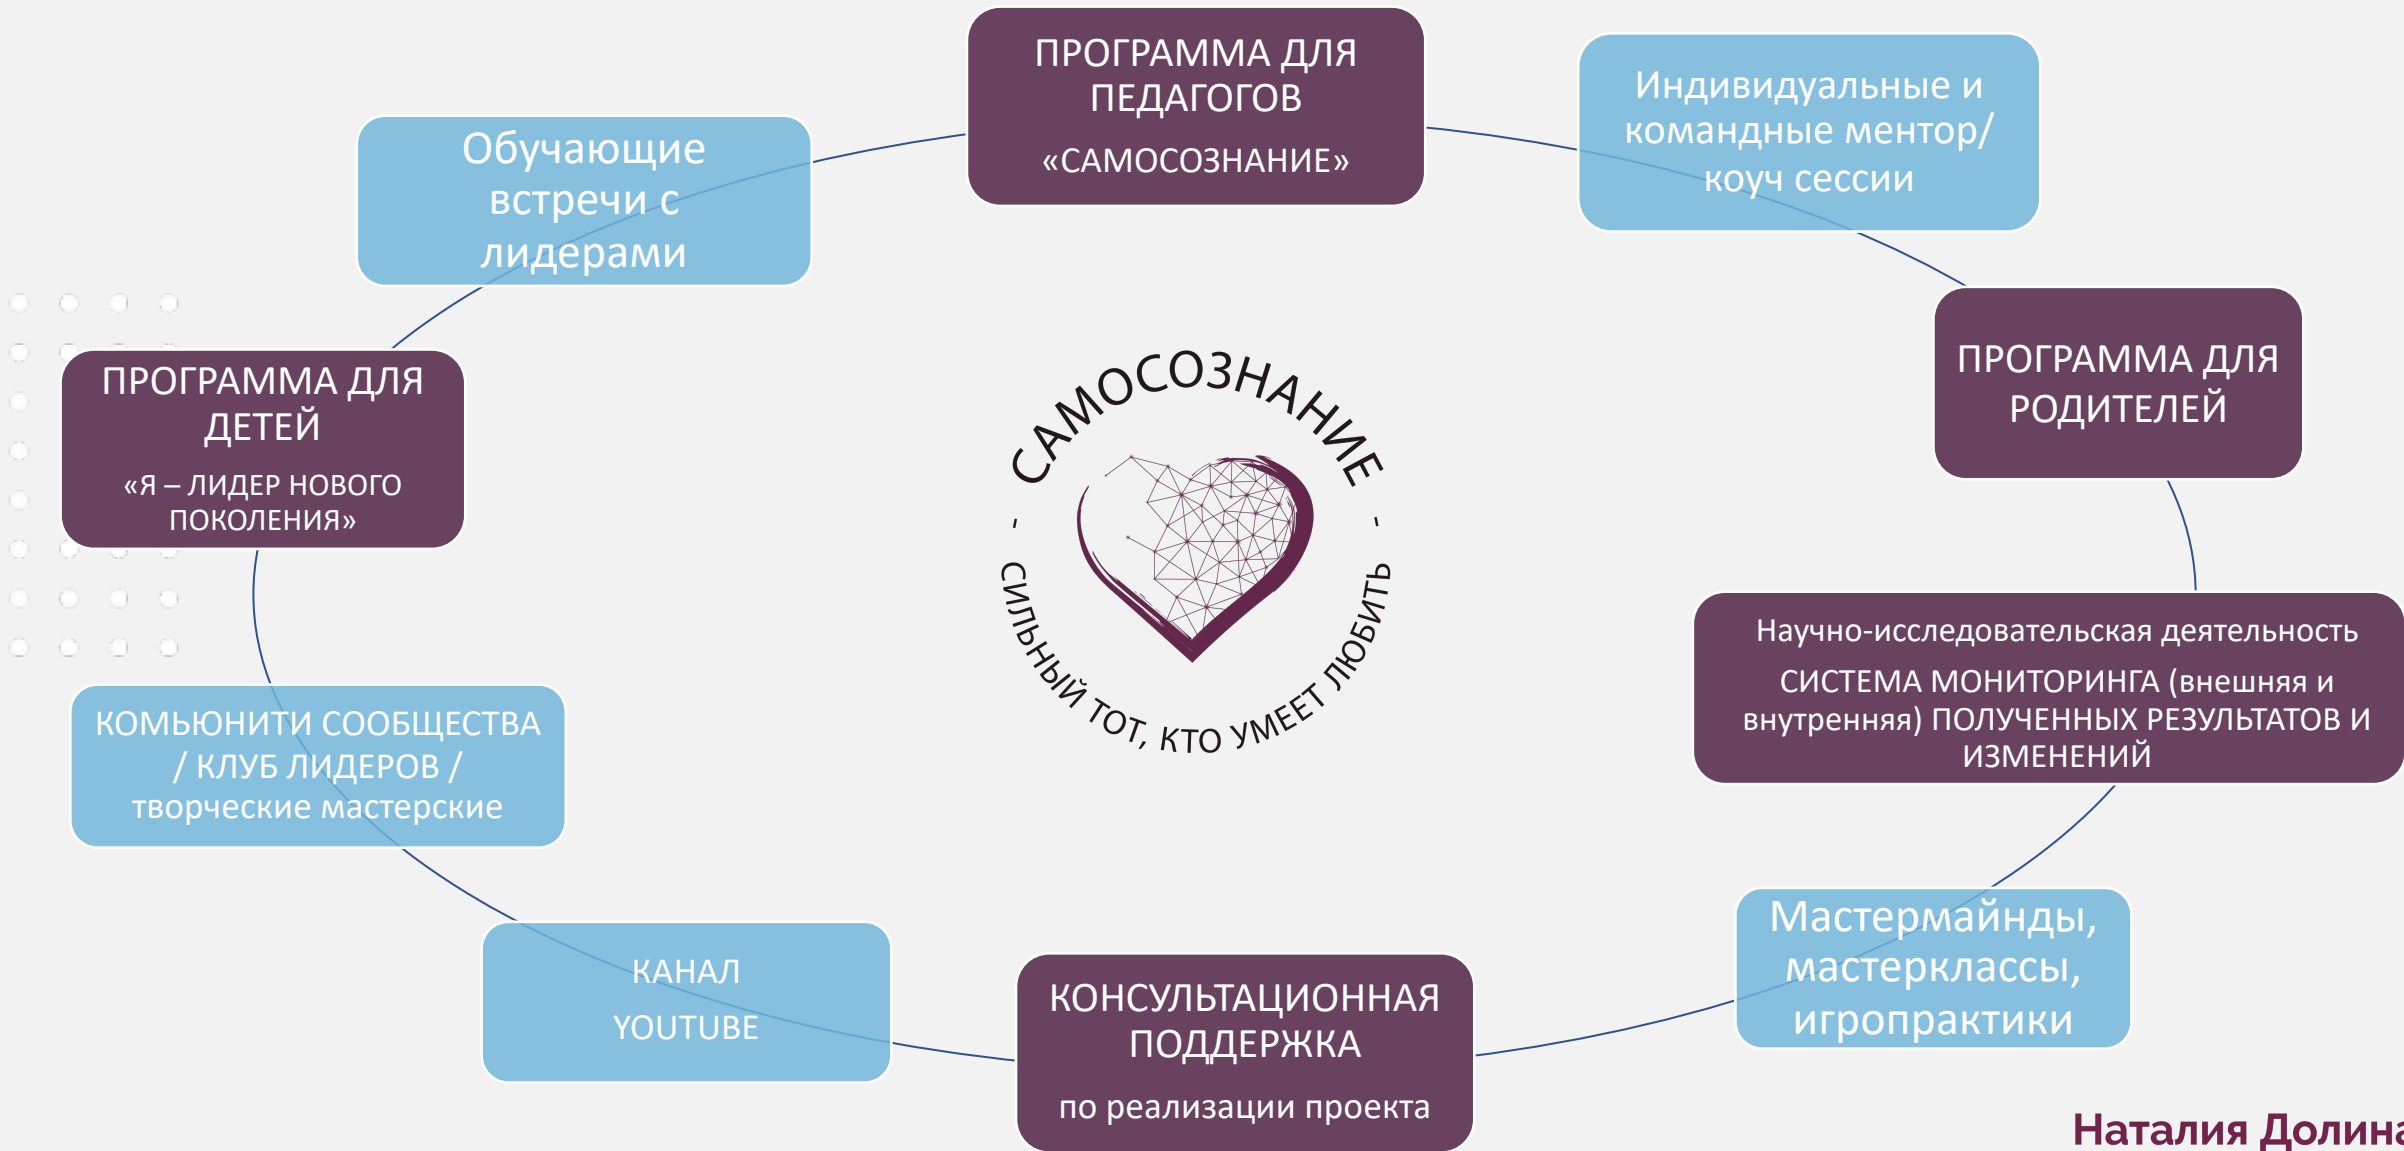 ПРОГРАММА ДЛЯ
ПЕДАГОГОВ
«САМОСОЗНАНИЕ»
Индивидуальные и
командные ментор/
коуч сессии
ПРОГРАММА ДЛЯ
РОДИТЕЛЕЙ
Научно-исследовательская деятельность
СИСТЕМА МОНИТОРИНГА (внешняя и
внутренняя) ПОЛУЧЕННЫХ РЕЗУЛЬТАТОВ И
ИЗМЕНЕНИЙ
Мастермайнды,
мастерклассы,
игропрактики
КОНСУЛЬТАЦИОННАЯ
ПОДДЕРЖКА
по реализации проекта
КАНАЛ
YOUTUBE
КОМЬЮНИТИ СООБЩЕСТВА
/ КЛУБ ЛИДЕРОВ /
творческие мастерские
ПРОГРАММА ДЛЯ
ДЕТЕЙ
«Я – ЛИДЕР НОВОГО
ПОКОЛЕНИЯ»
Обучающие
встречи с
лидерами
САМОСОЗНАНИЕ
- СИЛЬНЫЙ ТОТ, КТО УМЕЕТ ЛЮБИТЬ -
Наталия Долина